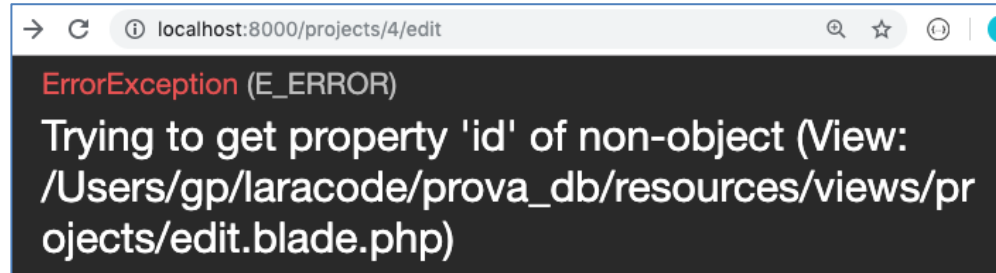 localhost:8000/projects/4/edit
ErrorException (E_ERROR)
Trying to get property 'id' of non-object (View:
/Users/gp/laracode/prova_db/resources/views/pr
ojects/edit.blade.php)